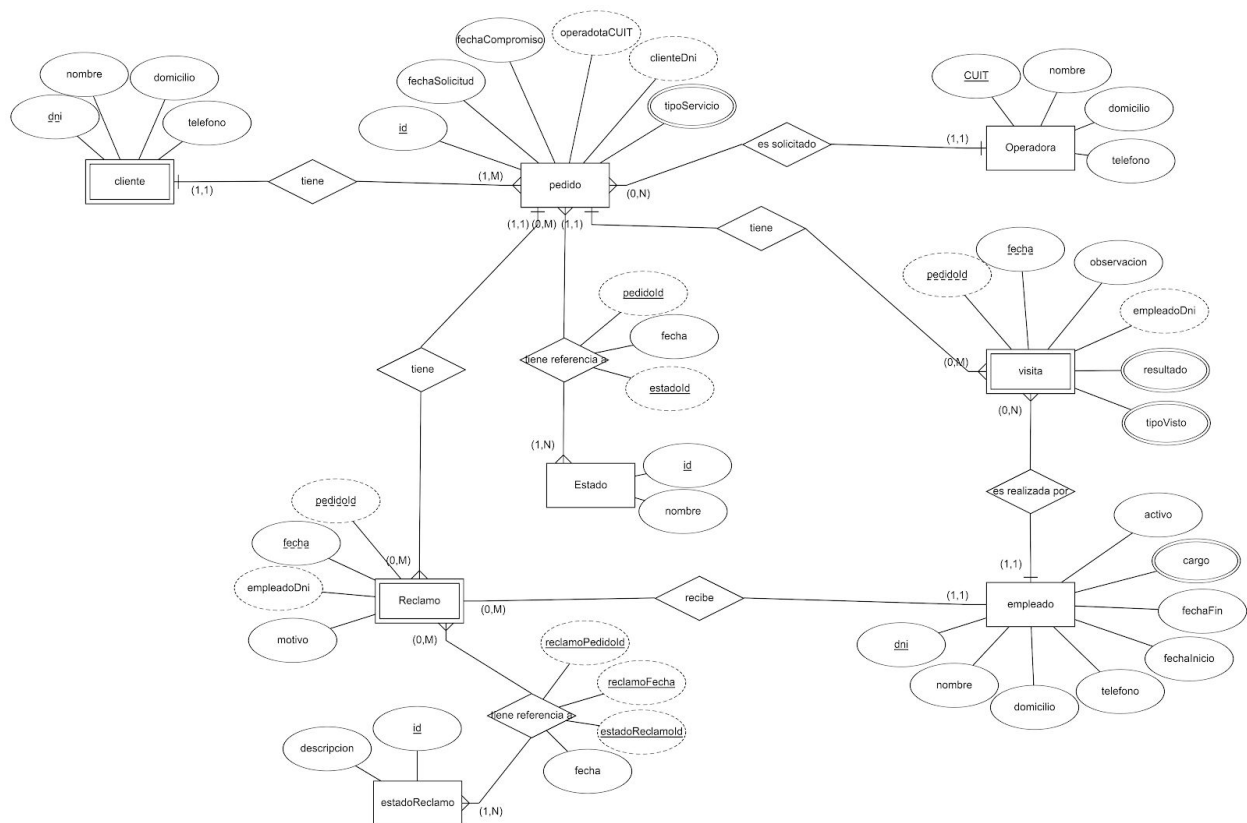 fechaCompromiso
operadotaCUIT
clienteDni
fechaSolicitud
tipoServicio
id
nombre
domicilio
dni
telefono
cliente
(1,1)
tiene
(1,M)
pedido
(0,N)
es solicitado
(1,1)
CUIT
nombre
domicilio
Operadora
telefono
(1,1)
(0,M)
(1,1)
tiene
pedidoId
fecha
observacion
empleadoDni
(0,M)
visita
resultado
(0,N)
tipoVisto
pedidoId
fecha
tiene referencia a
estadoId
tiene
(1,N)
id
Estado
nombre
es realizada por
activo
cargo
(1,1)
fechaFin
empleado
fechaInicio
dni
nombre
domicilio
telefono
pedidoId
fecha
(0,M)
empleadoDni
Reclamo
(0,M)
recibe
(1,1)
motivo
(0,M)
reclamoPedidoId
reclamoFecha
tiene referencia a
estadoReclamoId
fecha
id
descripcion
estadoReclamo
(1,N)